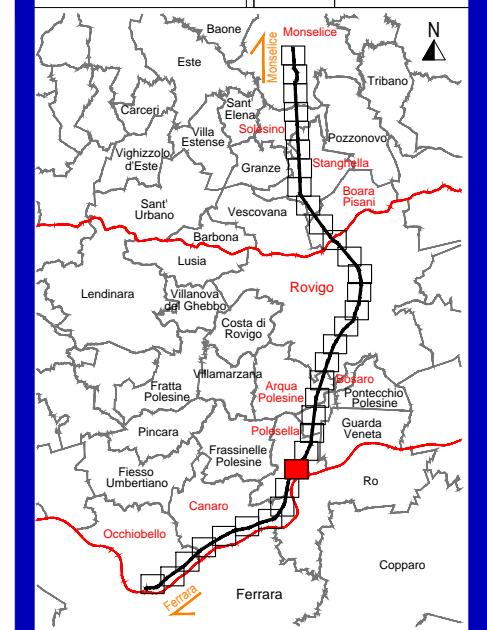 Baone
Monselice
N
Monselice
Este
Tribano
Carceri
Sant'
Elena
Solesino
Villa
Estense
Pozzonovo
Vighizzolo
d'Este
Granze
Stanghella
Boara
Pisani
Sant'
Urbano
Vescovana
Barbona
Lusia
Lendinara
Villanova
del Ghebbo
Rovigo
Costa di
Rovigo
Villamarzana
Fratta
Polesine
Arqua
Polesine
Bosaro
Pontecchio
Polesine
Pincara
Polesella
Guarda
Veneta
Frassinelle
Polesine
Fiesso
Umbertiano
Ro
Canaro
Occhiobello
Copparo
Ferrara
Ferrara